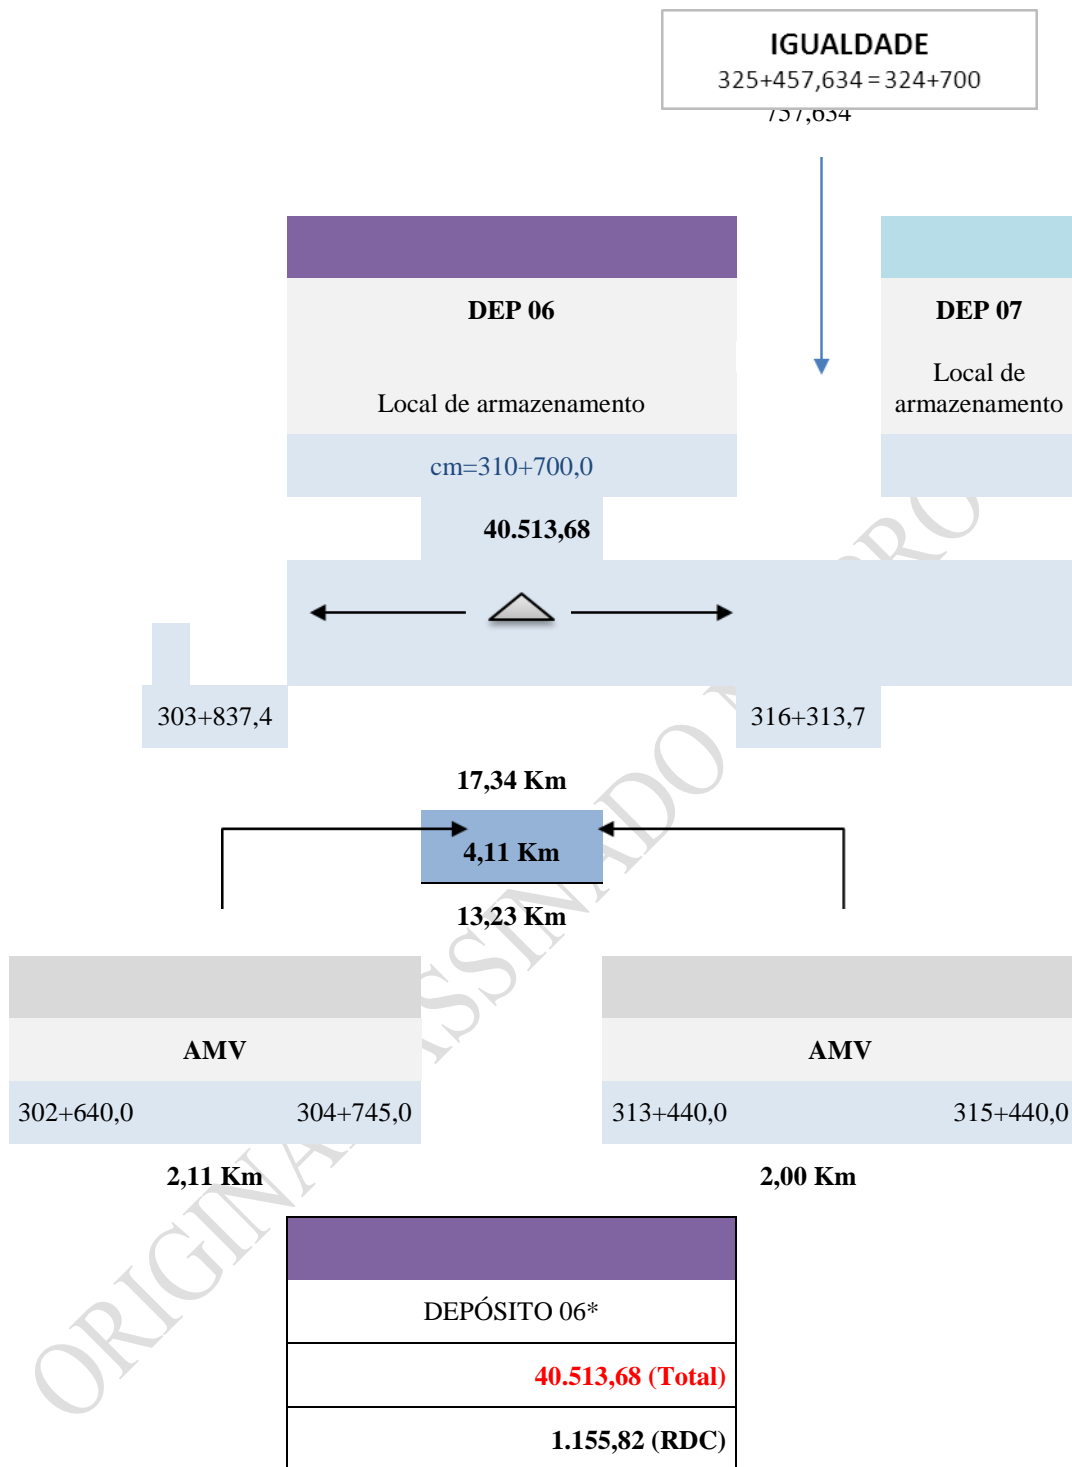 IGUALDADE
325+457,634 = 324+700
757,634
DEP 06
DEP 07
Local de armazenamento
Local de
armazenamento
cm=310+700,0
40.513,68
303+837,4
316+313,7
17,34 Km
4,11 Km
13,23 Km
AMV
AMV
302+640,0
304+745,0
313+440,0
315+440,0
2,11 Km
2,00 Km
DEPÓSITO 06*
40.513,68 (Total)
1.155,82 (RDC)